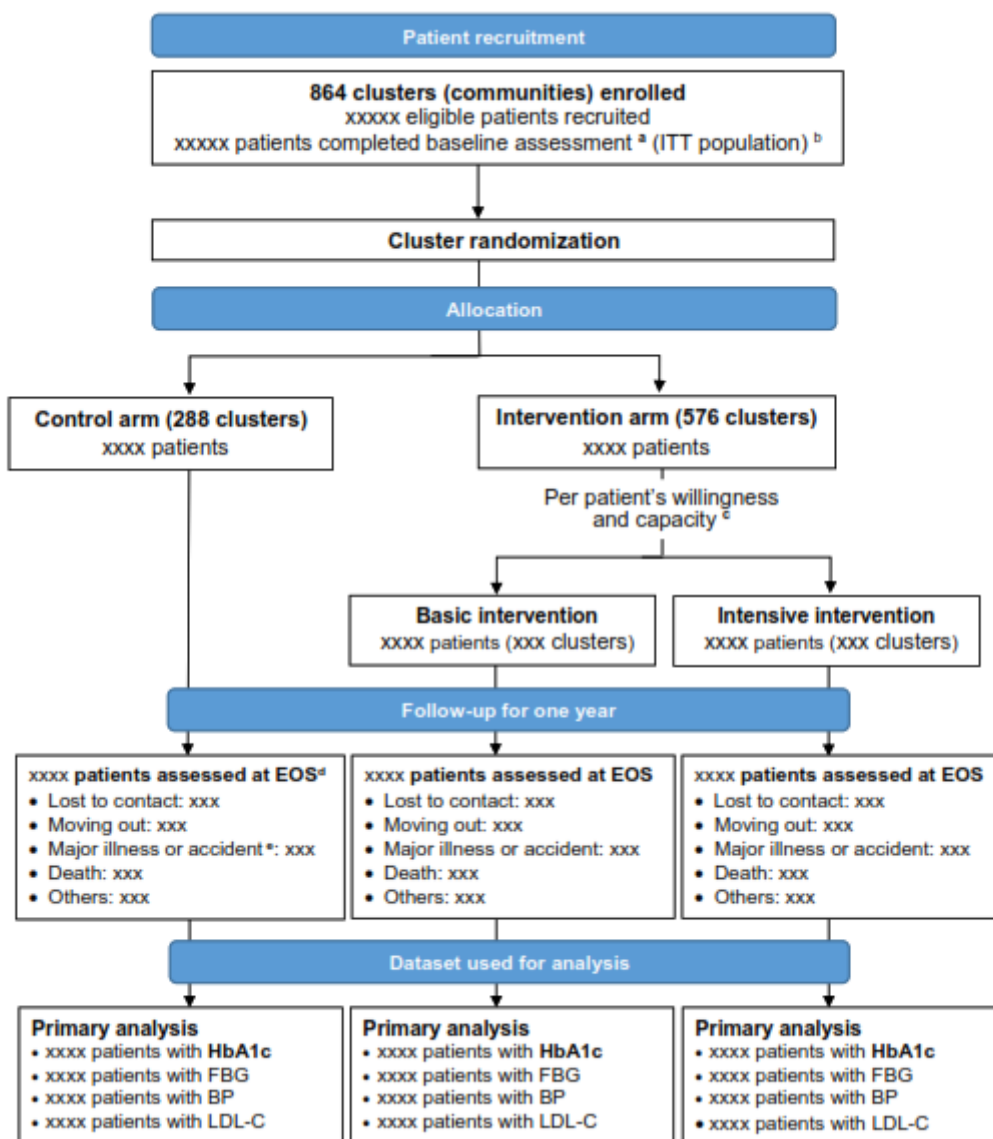 Patient recruitment
864 clusters (communities) enrolled
xxxxx eligible patients recruited
xxxxx patients completed baseline assessment a (ITT population) b
Cluster randomization
Allocation
Control arm (288 clusters)
xxxx patients
Intervention arm (576 clusters)
xxxx patients
Per patient's willingness
and capacity c
Basic intervention
xxxx patients (xxx clusters)
Intensive intervention
xxxx patients (xxx clusters)
Follow-up for one year
xxxx patients assessed at EOSd
• Lost to contact: xxx
• Moving out: xxx
• Major illness or accident e: xxx
• Death: xxx
• Others: xxx
xxxx patients assessed at EOS
• Lost to contact: xxx
• Moving out: xxx
• Major illness or accident: xxx
• Death: xxx
• Others: xxx
xxxx patients assessed at EOS
• Lost to contact: xxx
• Moving out: xxx
• Major illness or accident: xxx
• Death: xxx
• Others: xxx
Dataset used for analysis
Primary analysis
• xxxx patients with HbA1c
• xxxx patients with FBG
• xxxx patients with BP
• xxxx patients with LDL-C
Primary analysis
• xxxx patients with HbA1c
• xxxx patients with FBG
• xxxx patients with BP
• xxxx patients with LDL-C
Primary analysis
• xxxx patients with HbA1c
• xxxx patients with FBG
• xxxx patients with BP
• xxxx patients with LDL-C